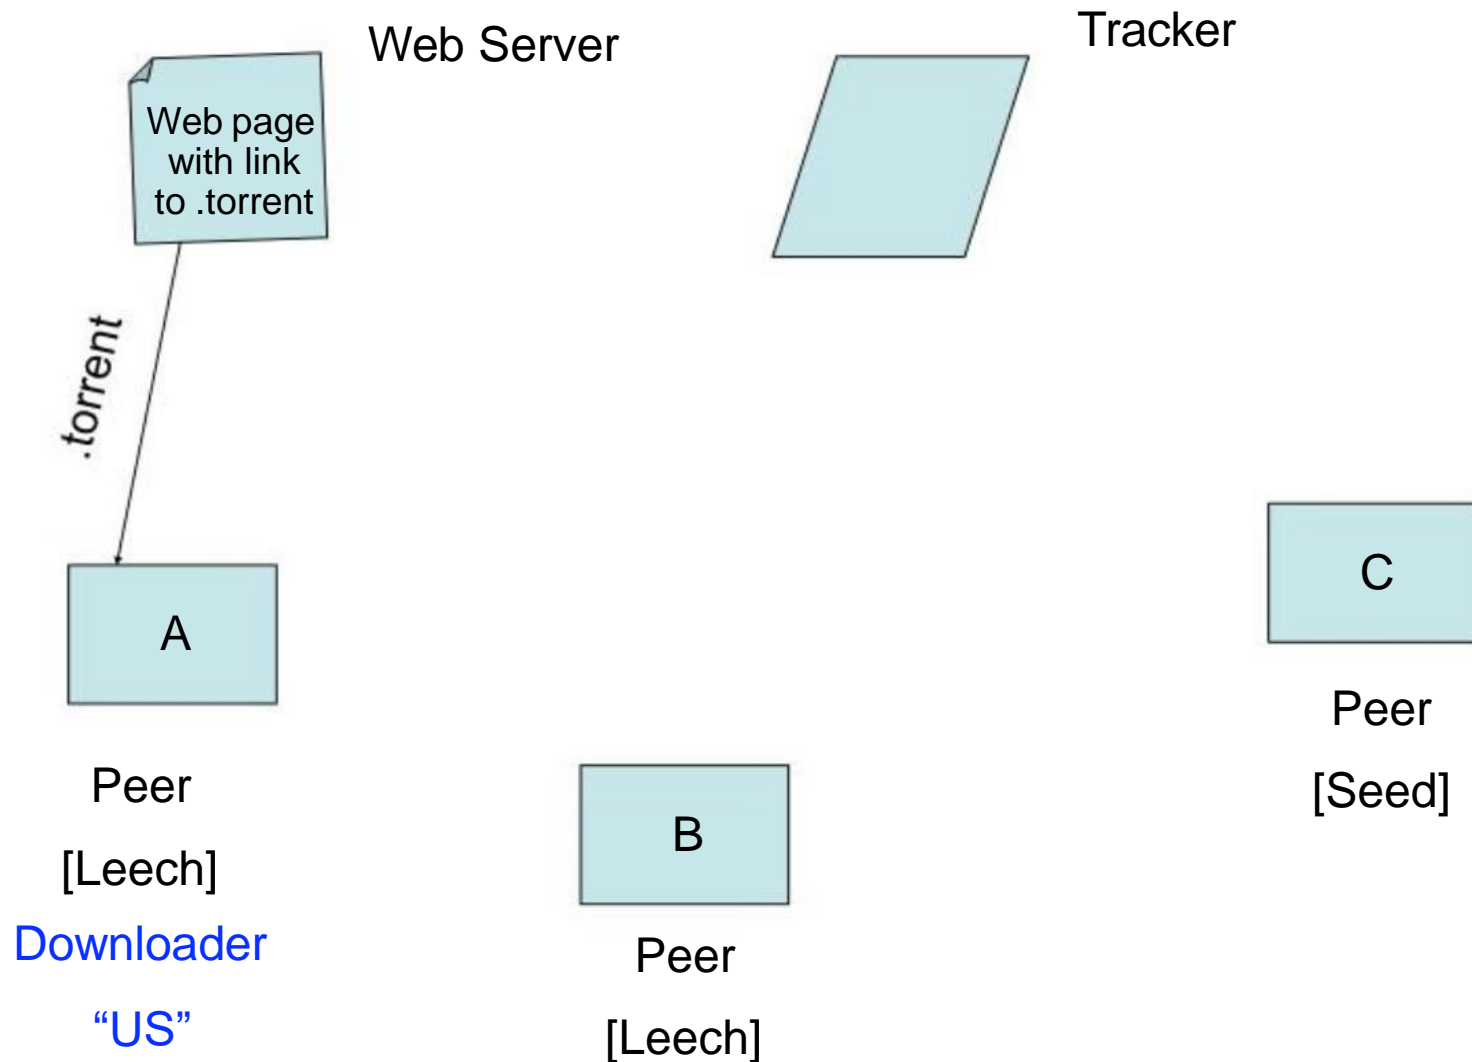 Web Server
Tracker
Web page
with link
to .torrent
.torrent
A
C
Peer
[Seed]
Peer
[Leech]
Downloader
“US”
B
Peer
[Leech]